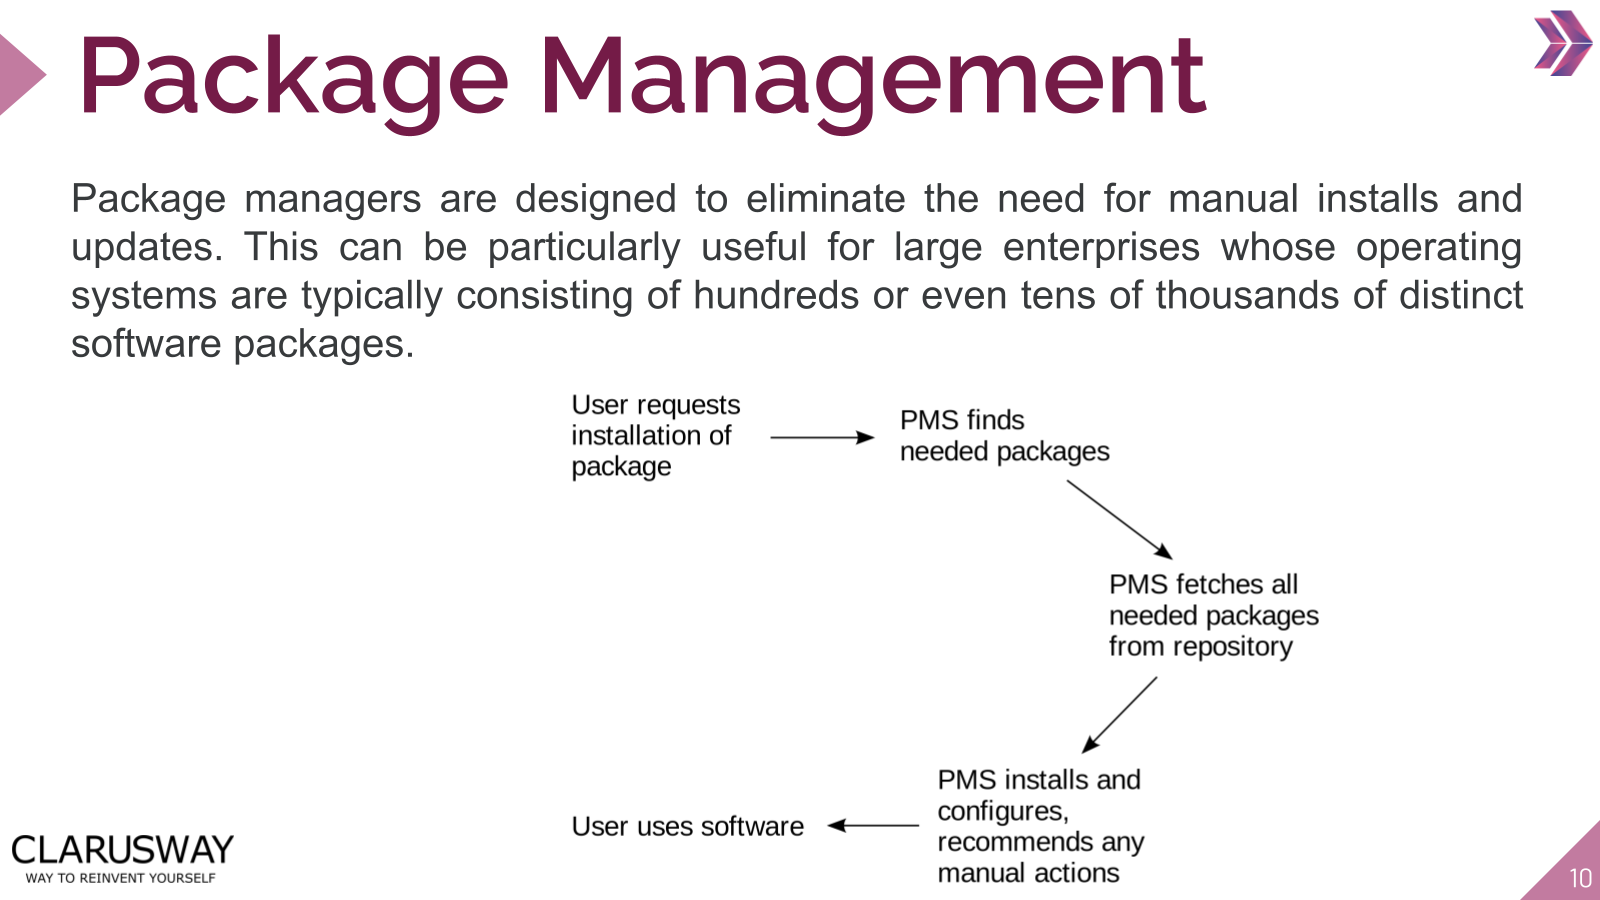 Package Management
Package managers are designed to eliminate the need for manual installs and
updates. This can be particularly useful for large enterprises whose operating
systems are typically consisting of hundreds or even tens of thousands of distinct
software packages.
User requests
installation of
package
PMS finds
needed packages
PMS fetches all
needed packages
from repository
PMS installs and
configures,
recommends any
manual actions
User uses software
CLARUSWAY
WAY TO REINVENT YOURSELF
10